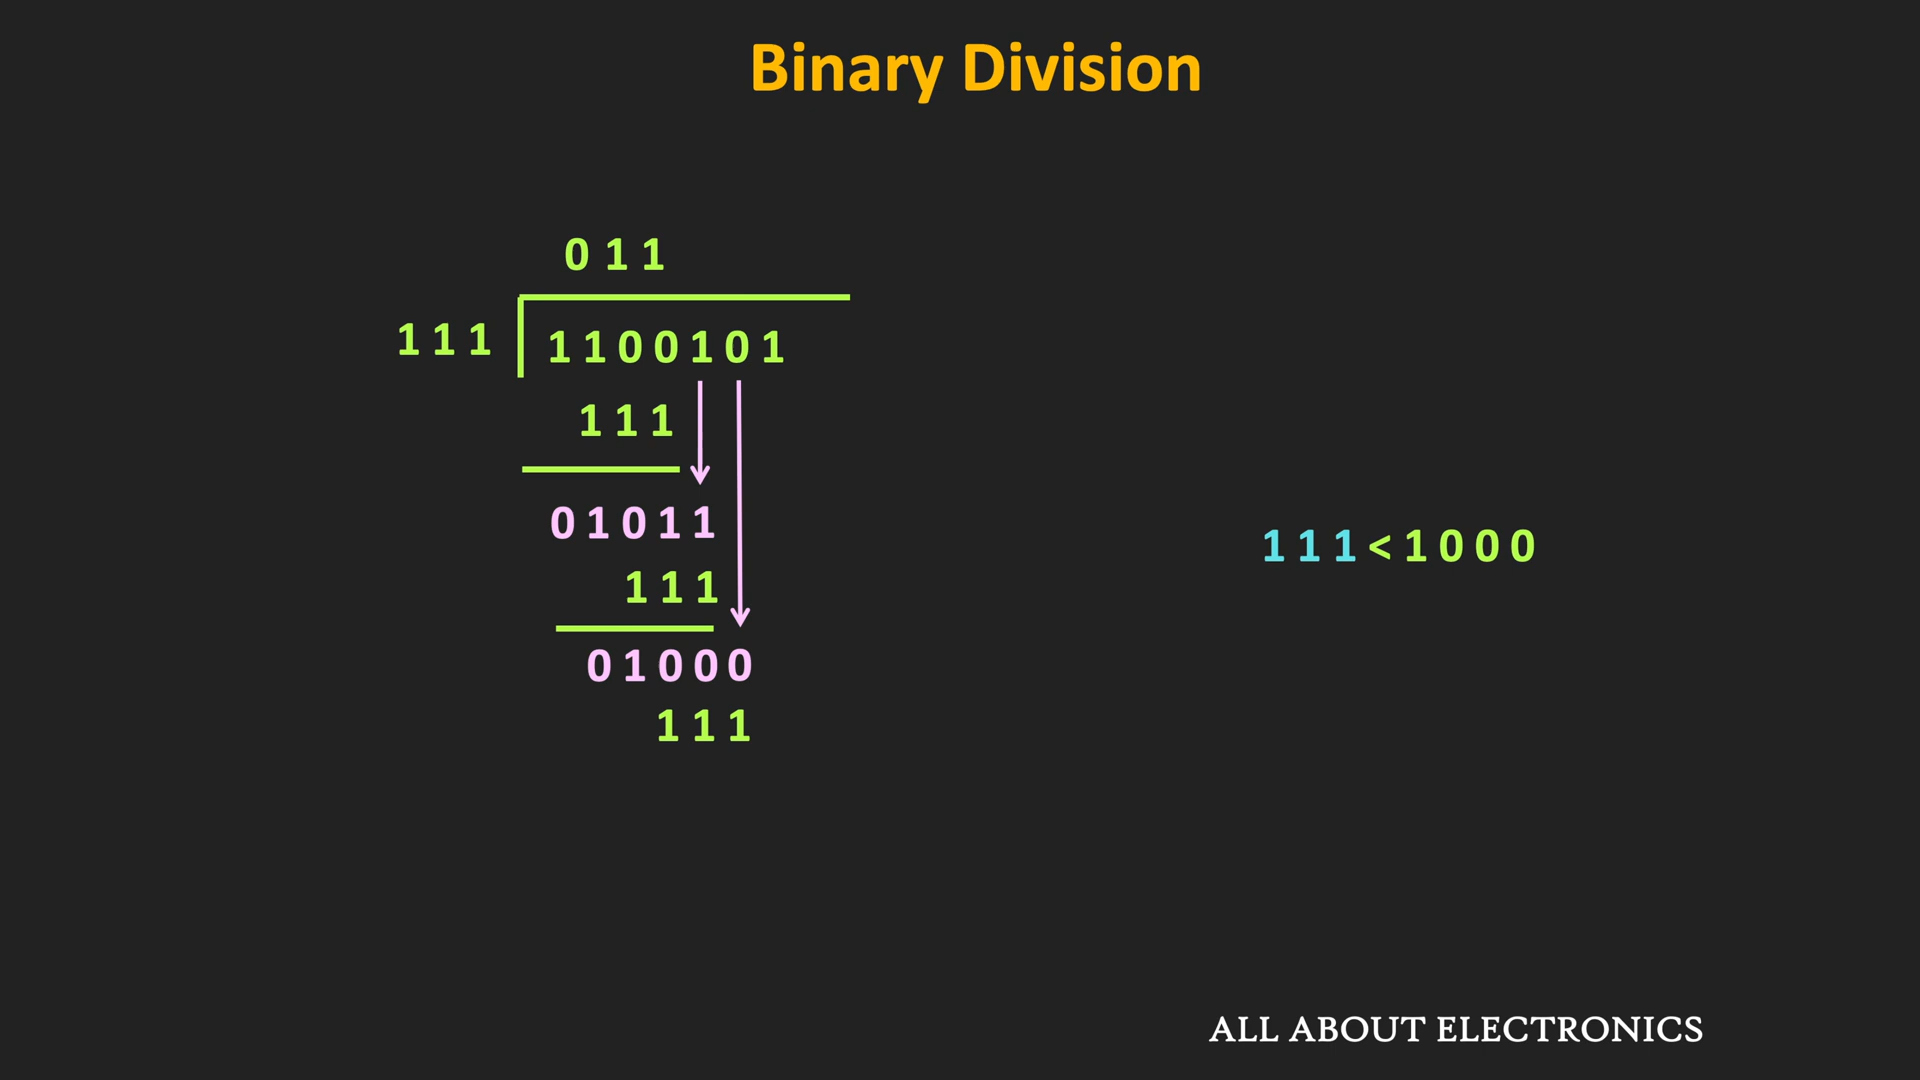 Binary Division
0 1 1
1 1 1
1 1 0 0 1 0 1
1 1 1
0 1 0 1 1
1 1 1 < 1 0 0 0
1 1 1
0 1 0 0 0
1 1 1
ALL ABOUT ELECTRONICS